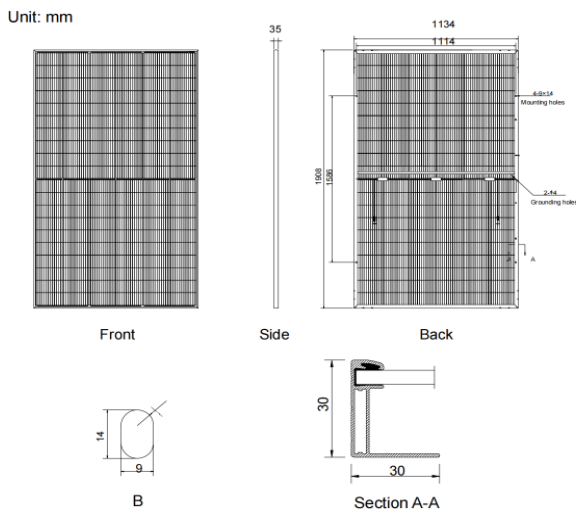 Unit: mm
35
1134
1114
4-9×14
Mounting holes
1908
1586
2-Φ4
Grounding holes
A
Front
Side
Back
14
9
30
30
B
Section A-A